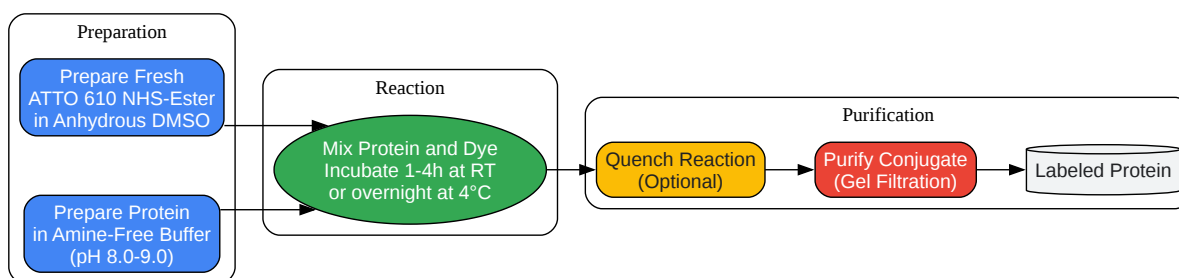 Preparation
Prepare Fresh
ATTO 610 NHS-Ester
in Anhydrous DMSO
Prepare Protein
in Amine-Free Buffer
(pH 8.0-9.0)
Reaction
Mix Protein and Dye
Incubate 1-4h at RT
or overnight at 4°C
Purification
Quench Reaction
(Optional)
Purify Conjugate
(Gel Filtration)
Labeled Protein